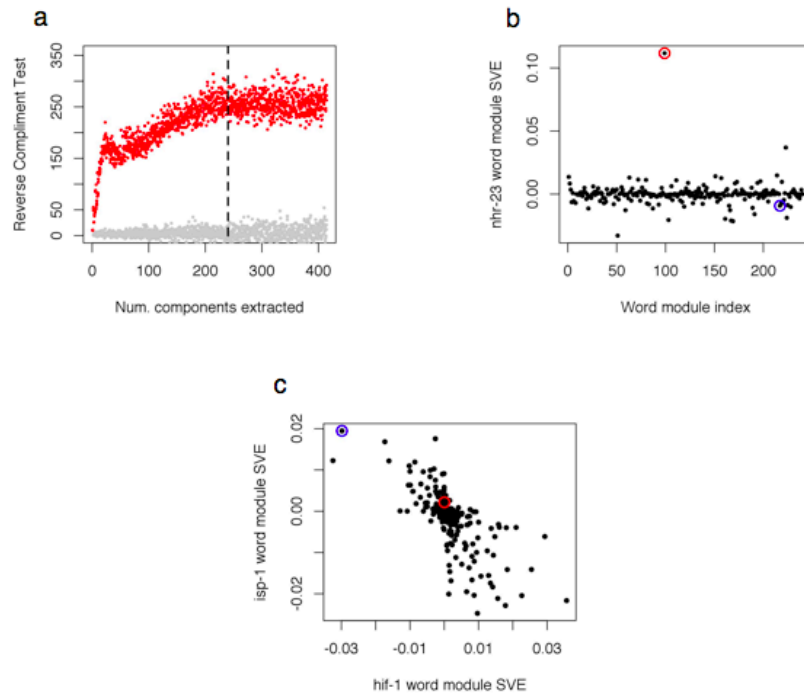 a
Reverse Compliment Test
350
250
150
50
0
0 100 200 300 400
Num. components extracted
b
nhr-23 word module SVE
0.10
0.05
0.00
0 50 100 150 200
Word module index
c
isp-1 word module SVE
0.02
0.00
-0.02
-0.03 -0.01 0.01 0.03
hif-1 word module SVE